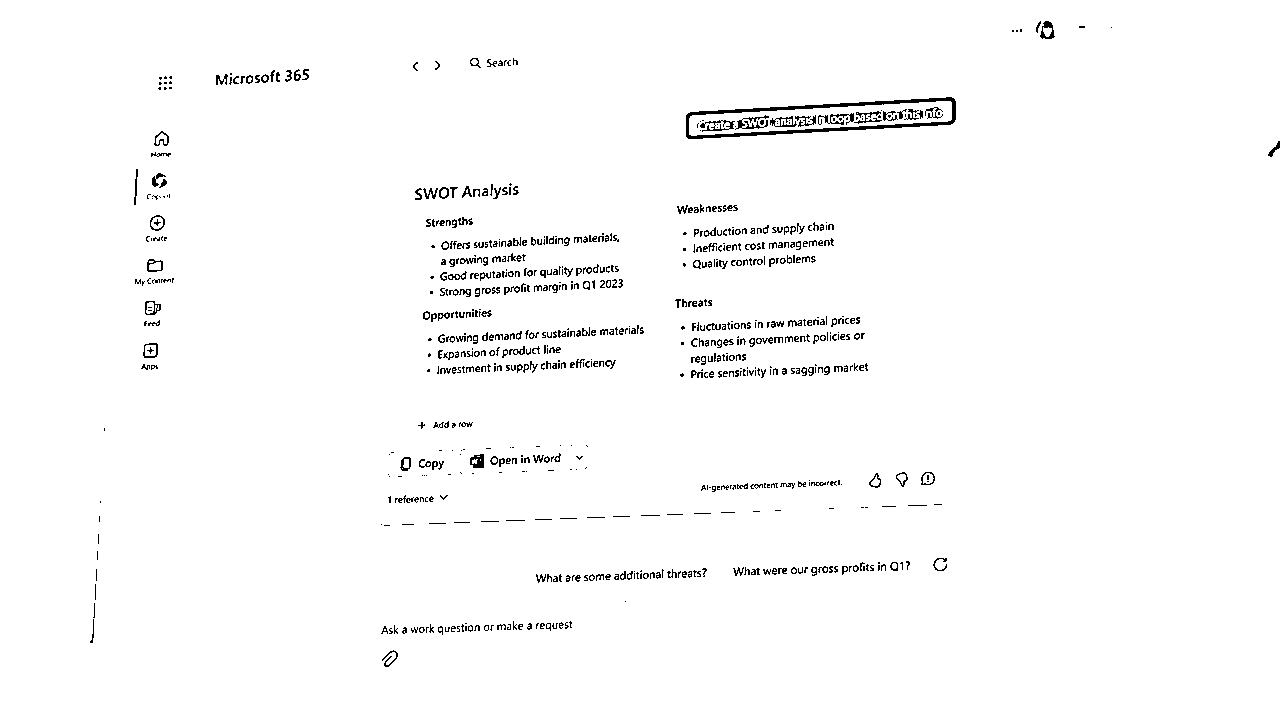 Microsoft 365
Search
Home
Copilot
Create
My Content
Feed
Apps
Create a SWOT analysis in loop based on this info
SWOT Analysis
Strengths
• Offers sustainable building materials,
a growing market
• Good reputation for quality products
• Strong gross profit margin in Q1 2023
Weaknesses
• Production and supply chain
• Inefficient cost management
• Quality control problems
Opportunities
• Growing demand for sustainable materials
• Expansion of product line
• Investment in supply chain efficiency
Threats
• Fluctuations in raw material prices
• Changes in government policies or
regulations
• Price sensitivity in a sagging market
+ Add a row
Copy
Open in Word
1 reference
AI-generated content may be incorrect.
What are some additional threats?
What were our gross profits in Q1?
Ask a work question or make a request